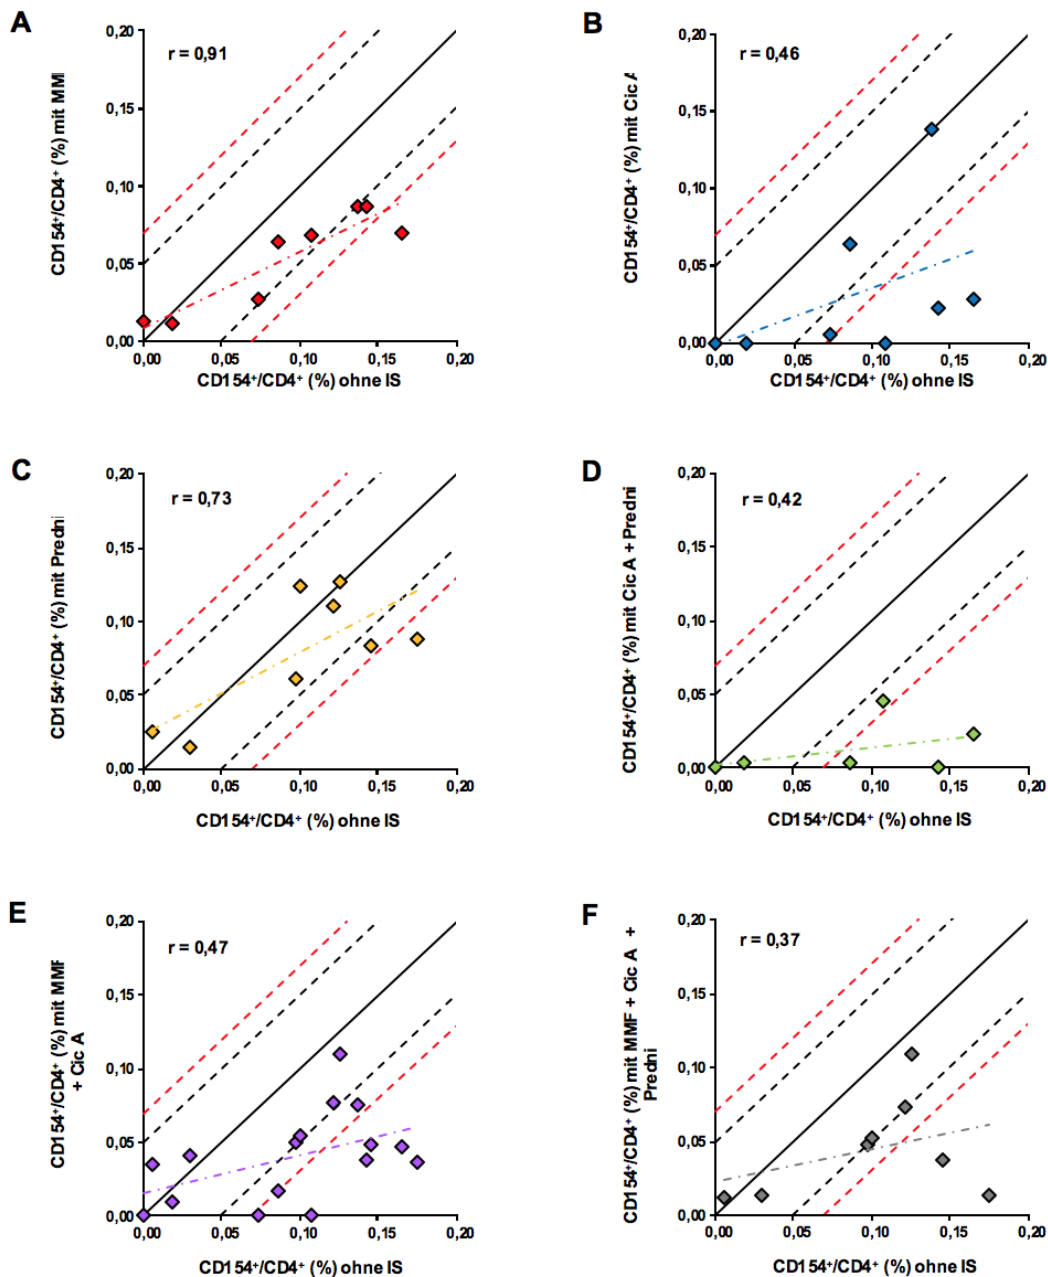 A
r = 0,91
CD154⁺/CD4⁺ (%) mit MM
0,20
0,15
0,10
0,05
0,00
0,00 0,05 0,10 0,15 0,20
CD154⁺/CD4⁺ (%) ohne IS
B
r = 0,46
CD154⁺/CD4⁺ (%) mit Cic A
0,20
0,15
0,10
0,05
0,00
0,00 0,05 0,10 0,15 0,20
CD154⁺/CD4⁺ (%) ohne IS
C
r = 0,73
CD154⁺/CD4⁺ (%) mit Predni
0,20
0,15
0,10
0,05
0,00
0,00 0,05 0,10 0,15 0,20
CD154⁺/CD4⁺ (%) ohne IS
D
r = 0,42
CD154⁺/CD4⁺ (%) mit Cic A + Predni
0,20
0,15
0,10
0,05
0,00
0,00 0,05 0,10 0,15 0,20
CD154⁺/CD4⁺ (%) ohne IS
E
r = 0,47
CD154⁺/CD4⁺ (%) mit MMF
+ Cic A
0,20
0,15
0,10
0,05
0,00
0,00 0,05 0,10 0,15 0,20
CD154⁺/CD4⁺ (%) ohne IS
F
r = 0,37
CD154⁺/CD4⁺ (%) mit MMF + Cic A +
Predni
0,20
0,15
0,10
0,05
0,00
0,00 0,05 0,10 0,15 0,20
CD154⁺/CD4⁺ (%) ohne IS